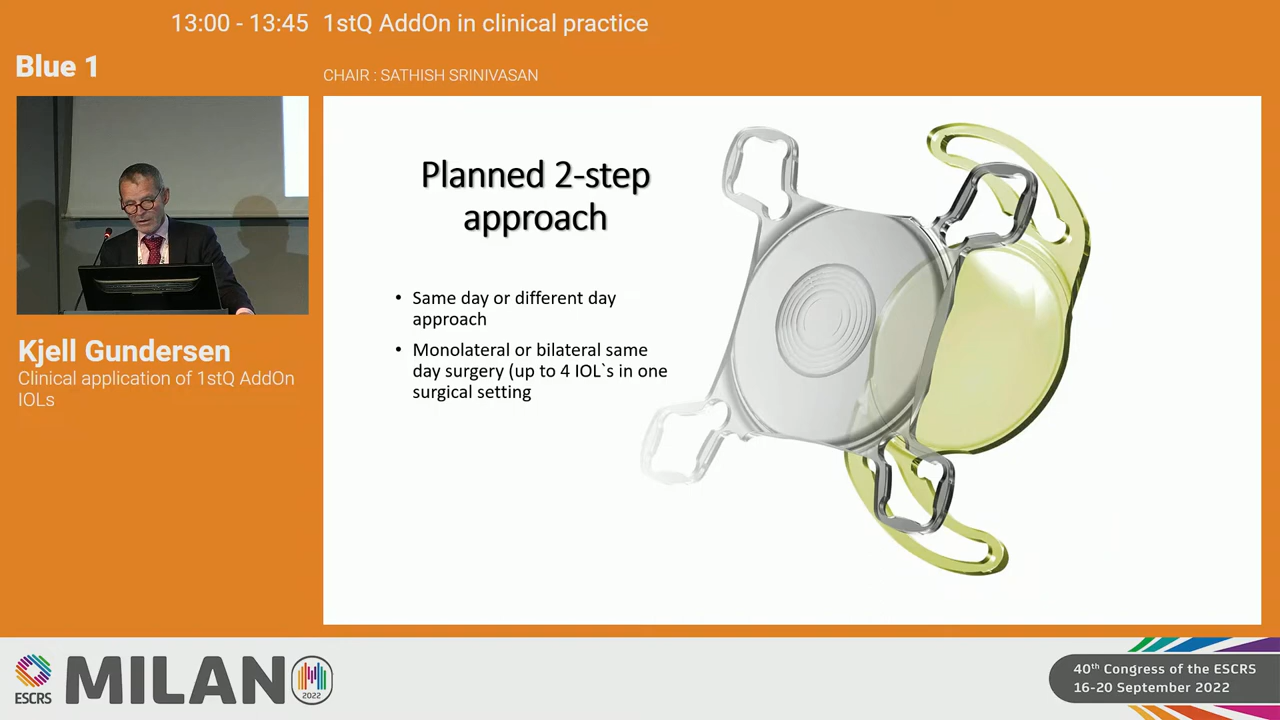 13:00 - 13:45 1stQ AddOn in clinical practice
Blue 1
CHAIR : SATHISH SRINIVASAN
Kjell Gundersen
Clinical application of 1stQ AddOn
IOLs
Planned 2-step
approach
• Same day or different day
approach
• Monolateral or bilateral same
day surgery (up to 4 IOL`s in one
surgical setting
ESCRS
MILANO
2022
40th Congress of the ESCRS
16-20 September 2022